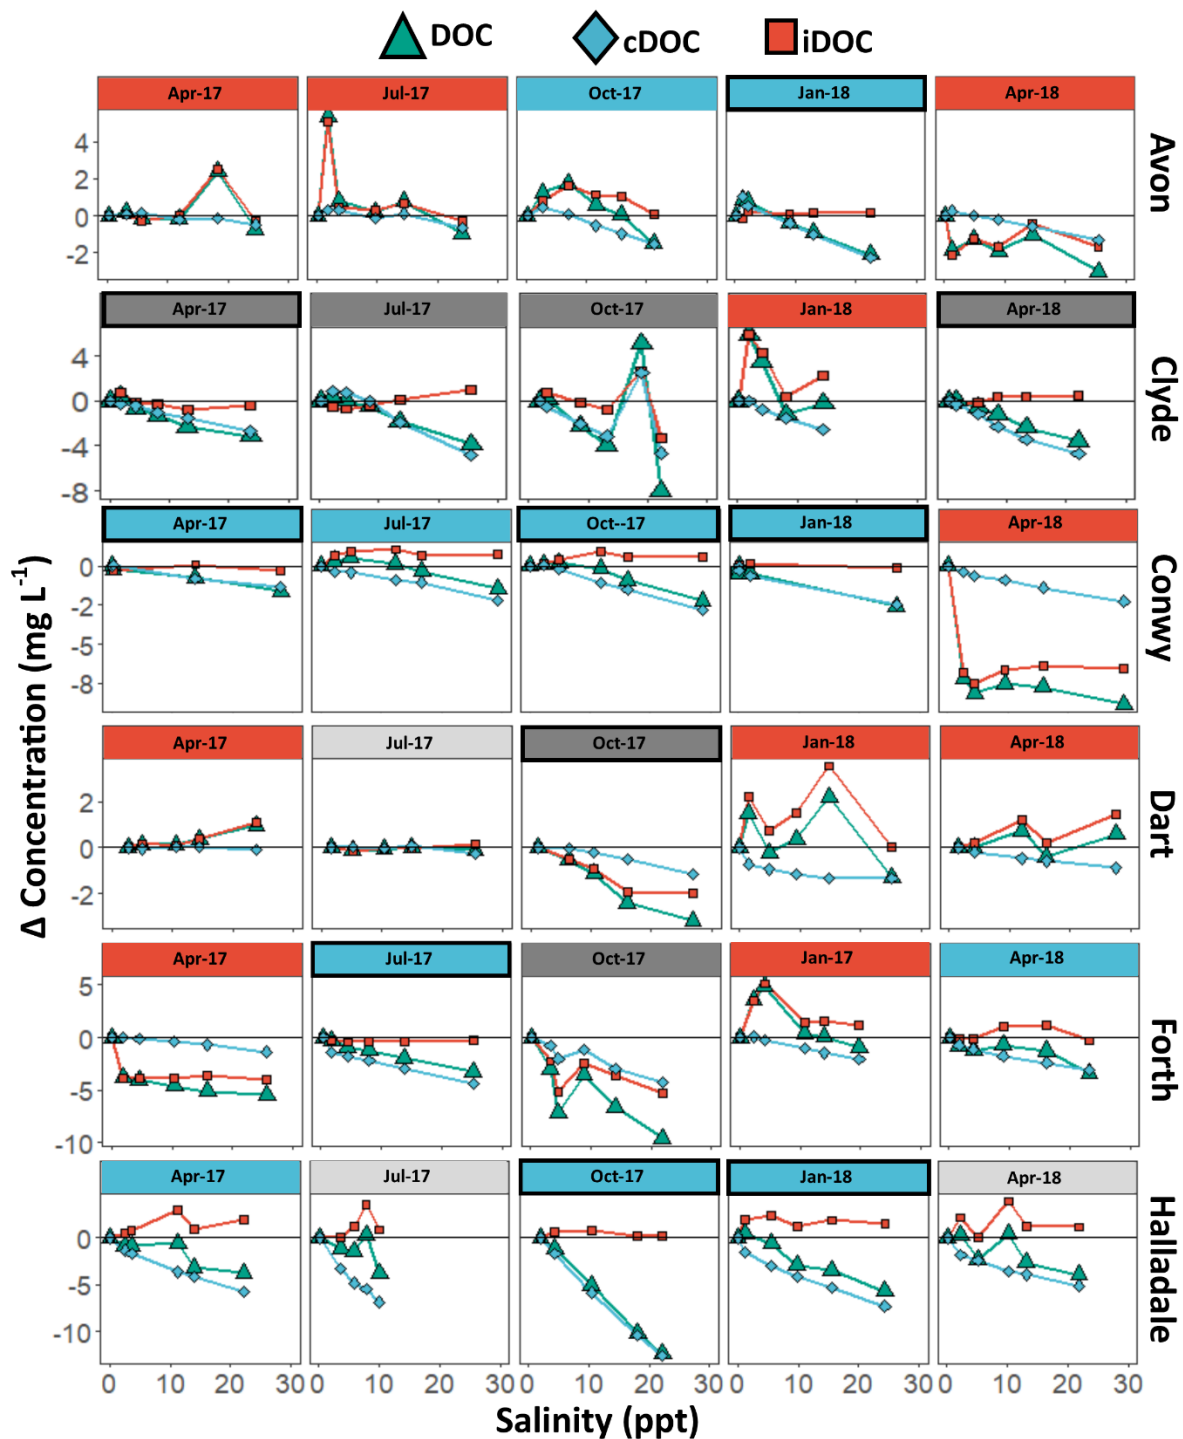 DOC cDOC iDOC
Apr-17 Jul-17 Oct-17 Jan-18 Apr-18
Avon
4
2
0
-2
Apr-17 Jul-17 Oct-17 Jan-18 Apr-18
Clyde
4
0
-4
-8
Apr-17 Jul-17 Oct--17 Jan-18 Apr-18
Conwy
0
-2
-5
-8
Δ Concentration (mg L-1)
Apr-17 Jul-17 Oct-17 Jan-18 Apr-18
Dart
2
0
-2
Apr-17 Jul-17 Oct-17 Jan-17 Apr-18
Forth
5
0
-5
-10
Apr-17 Jul-17 Oct-17 Jan-18 Apr-18
Halladale
0
-5
-10
0 10 20 30 0 10 20 30 0 10 20 30 0 10 20 30 0 10 20 30
Salinity (ppt)